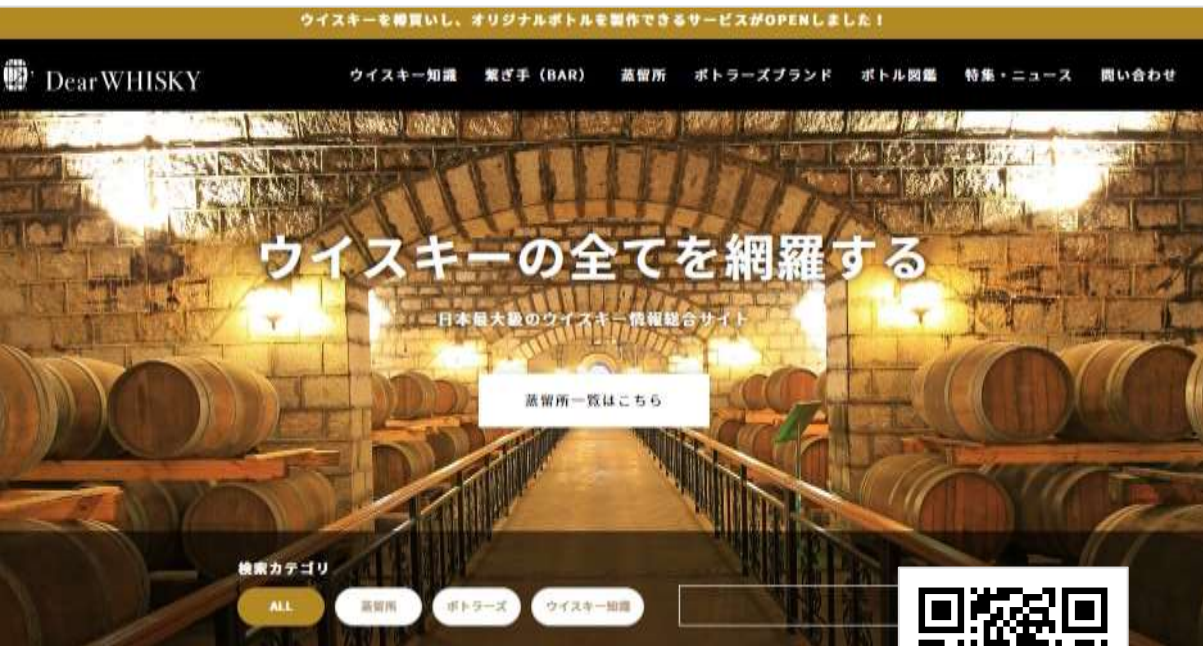 ウイスキーを樽買いし、オリジナルボトルを製作できるサービスがOPENしました！
Dear WHISKY
ウイスキー知識 繋ぎ手（BAR） 蒸留所 ボトラーズブランド ボトル図鑑 特集・ニュース 問い合わせ
ウイスキーの全てを網羅する
日本最大級のウイスキー情報総合サイト
蒸留所一覧はこちら
検索カテゴリ
ALL 蒸留所 ボトラーズ ウイスキー知識